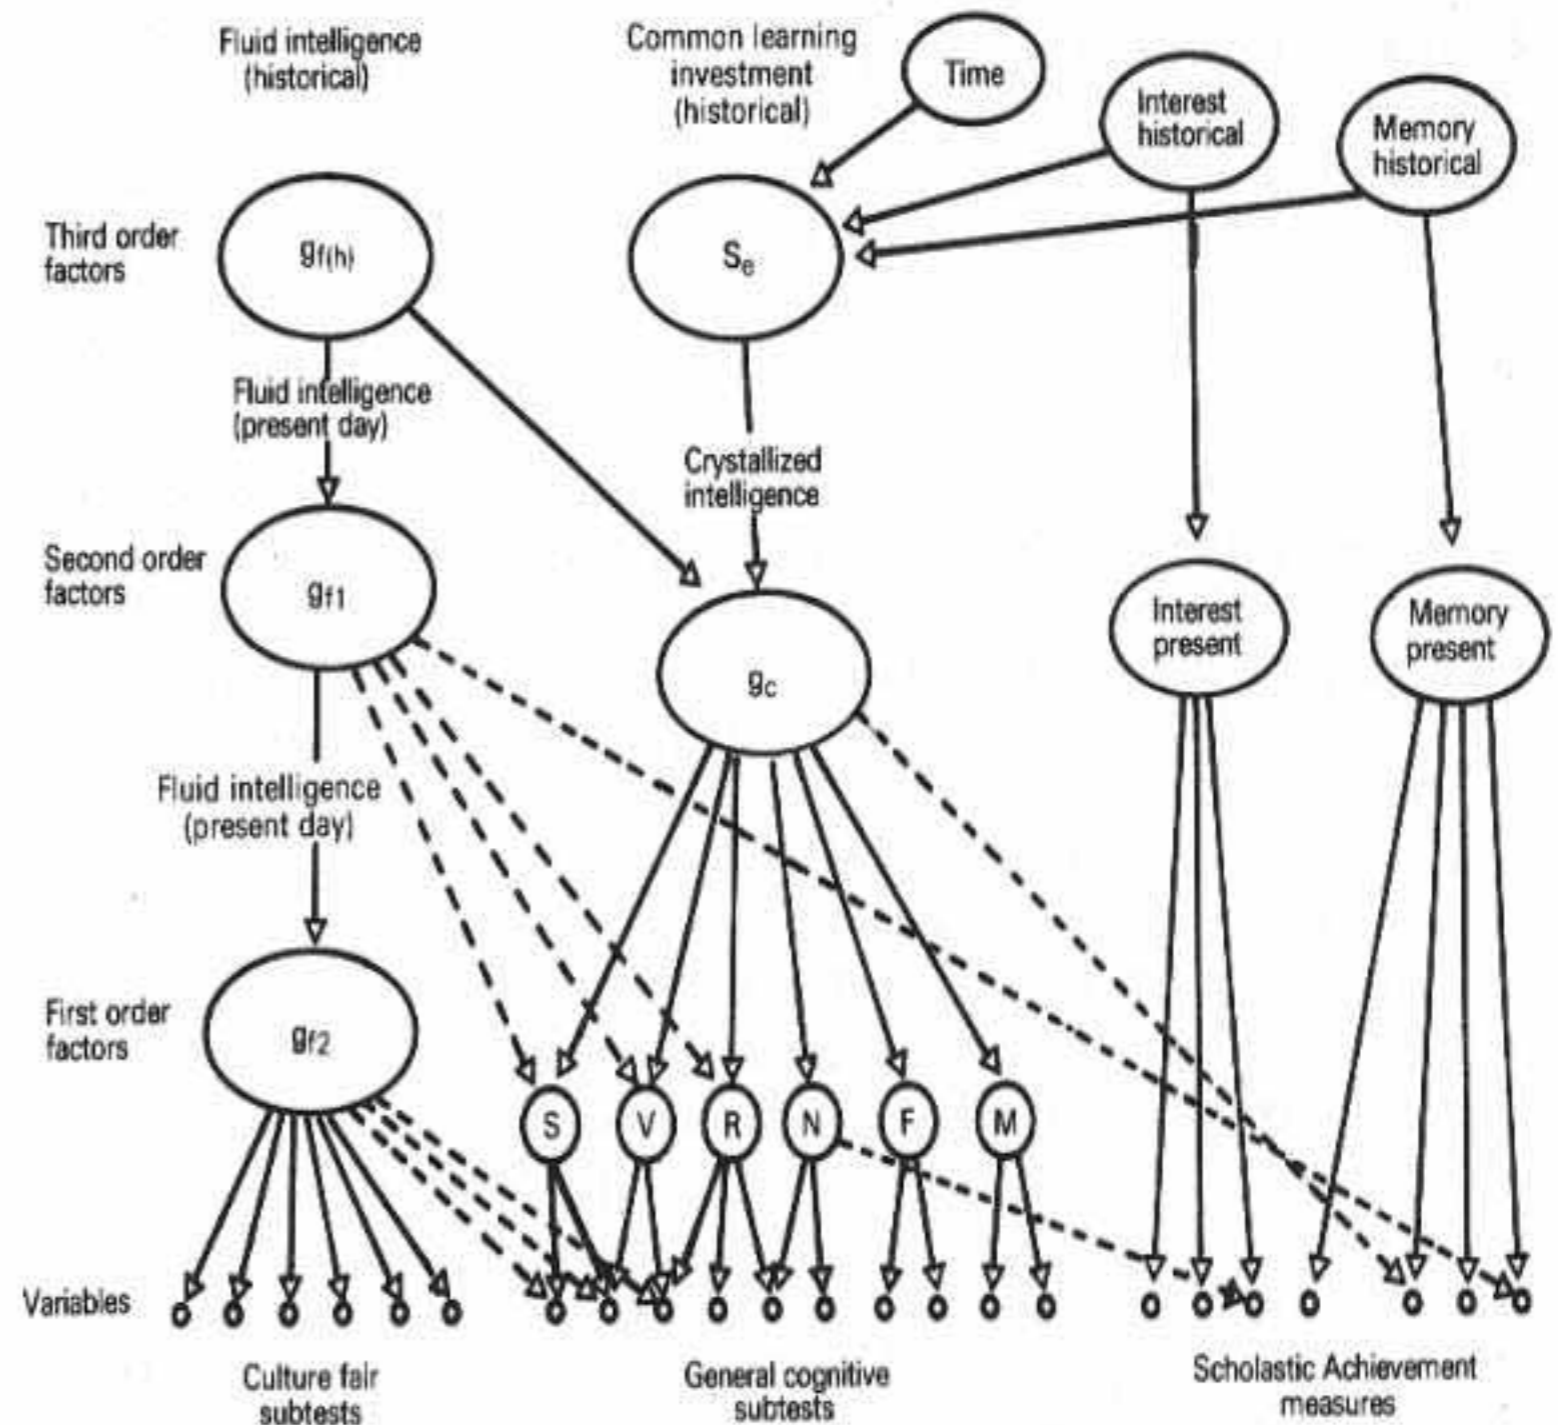 Fluid intelligence
(historical)
Common learning
investment
(historical)
Time
Interest
historical
Memory
historical
Third order
factors
gf(h)
Se
Fluid intelligence
(present day)
Crystallized
intelligence
Second order
factors
gf1
gc
Interest
present
Memory
present
Fluid intelligence
(present day)
First order
factors
gf2
S
V
R
N
F
M
Variables
Culture fair
subtests
General cognitive
subtests
Scholastic Achievement
measures